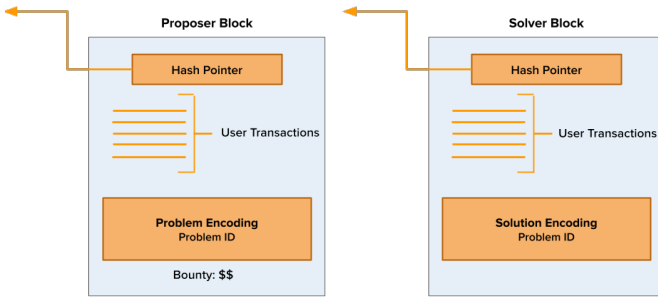 Proposer Block
Hash Pointer
User Transactions
Problem Encoding
Problem ID
Bounty: $$
Solver Block
Hash Pointer
User Transactions
Solution Encoding
Problem ID